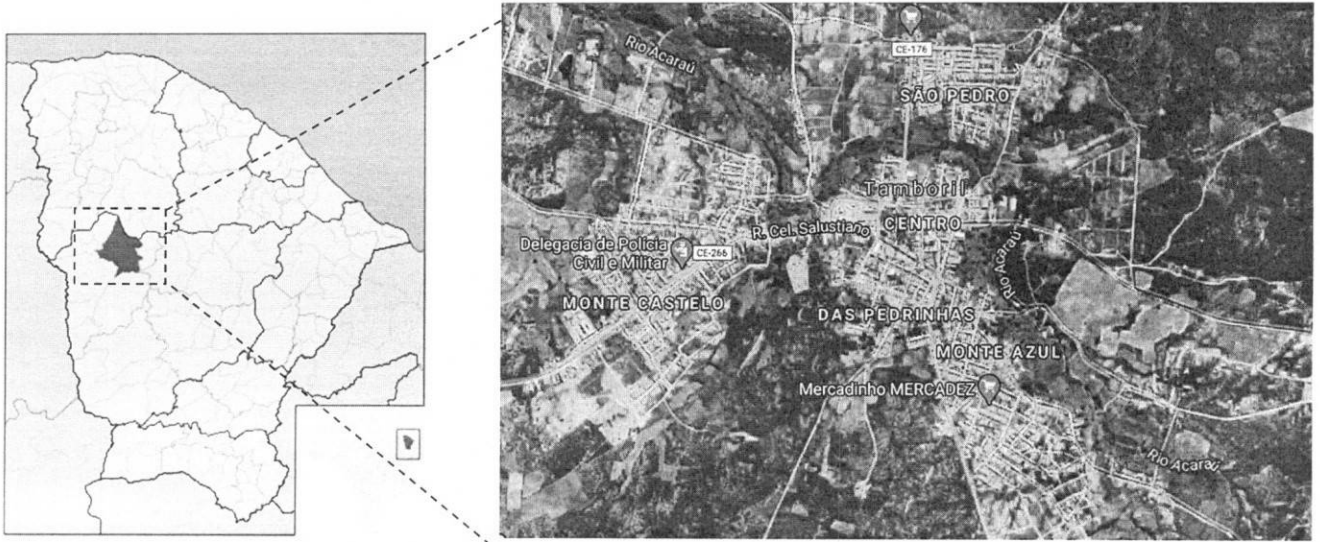 Rio Acaraú
CE-176
SÃO PEDRO
Tamboril
CENTRO
R. Cel. Salustiano
Rio Acaraú
Delegacia de Polícia
Civil e Militar
CE-266
MONTE CASTELO
DAS PEDRINHAS
MONTE AZUL
Mercadinho MERCADEZ
Rio Acaraú